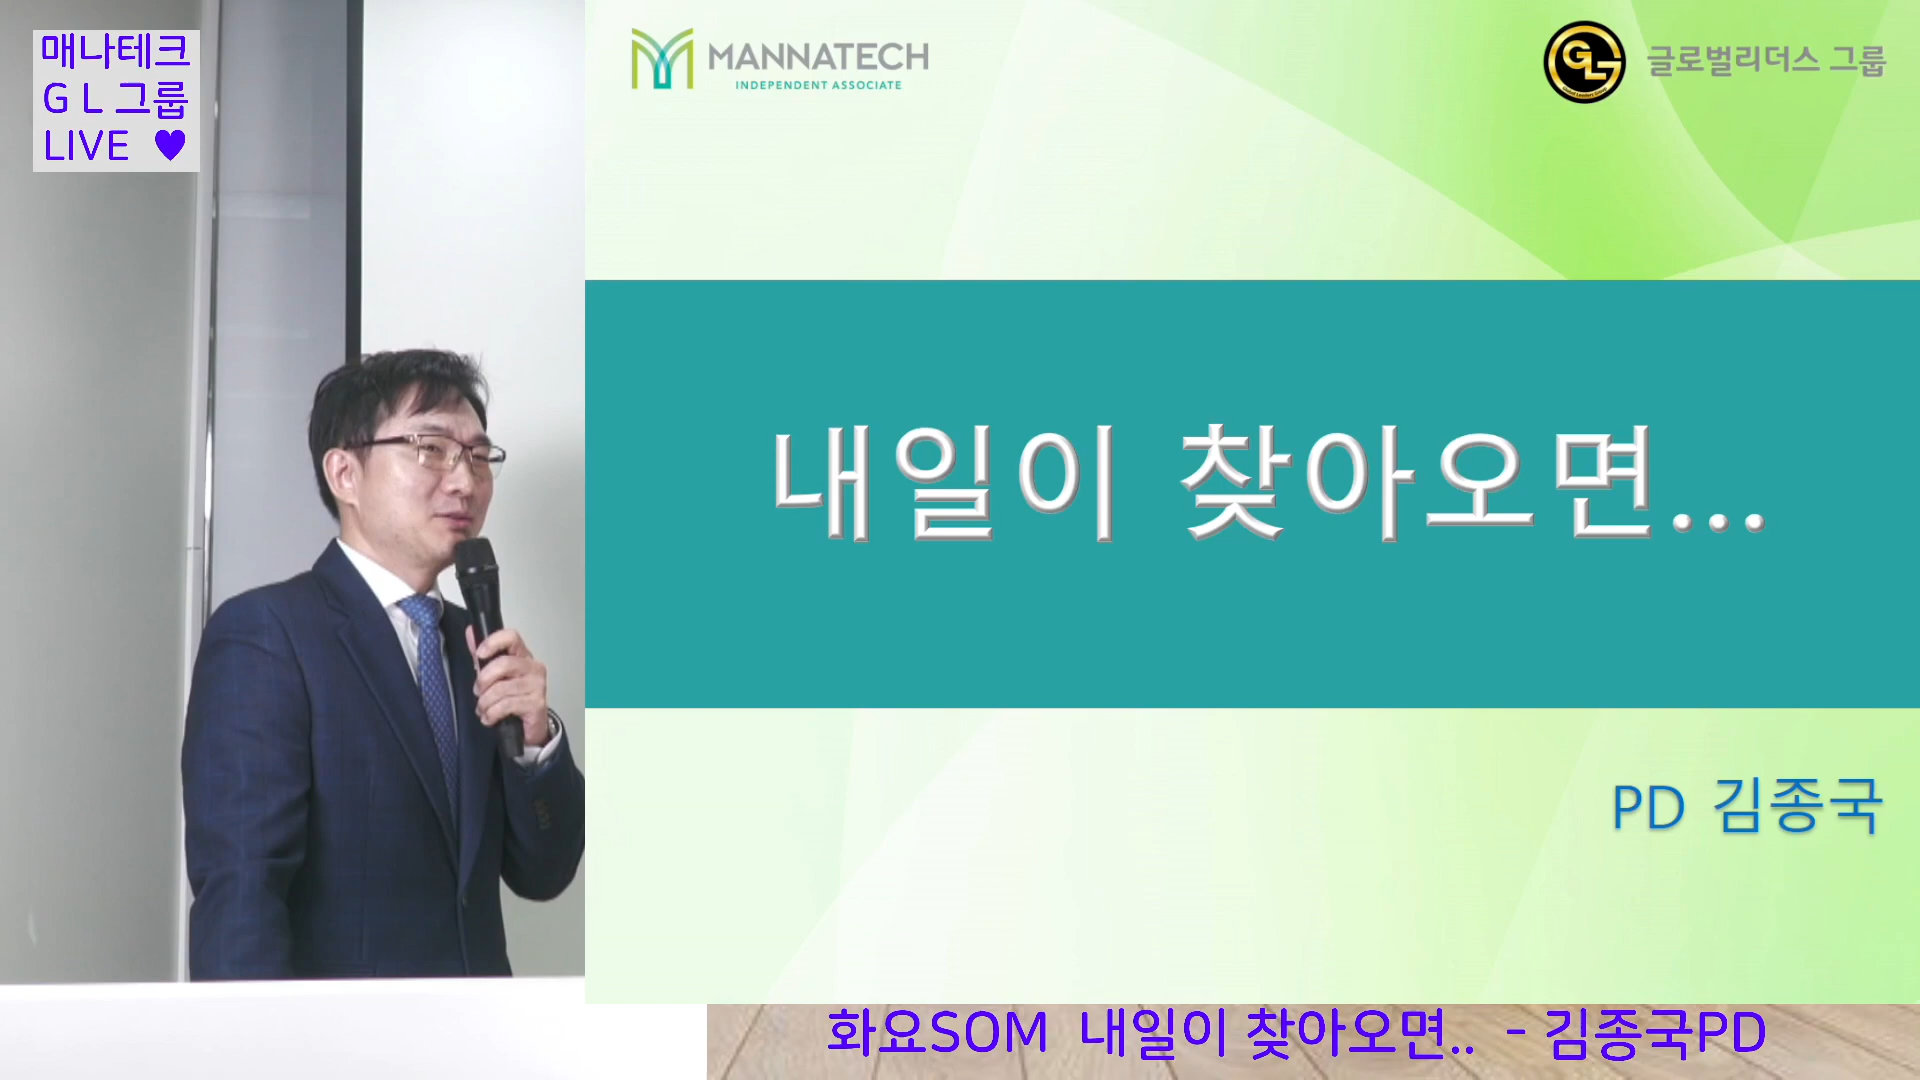 매나테크
G L 그룹
LIVE ♥
MANNATECH
INDEPENDENT ASSOCIATE
GL
글로벌리더스 그룹
내일이 찾아오면...
PD 김종국
화요SOM 내일이 찾아오면.. - 김종국PD